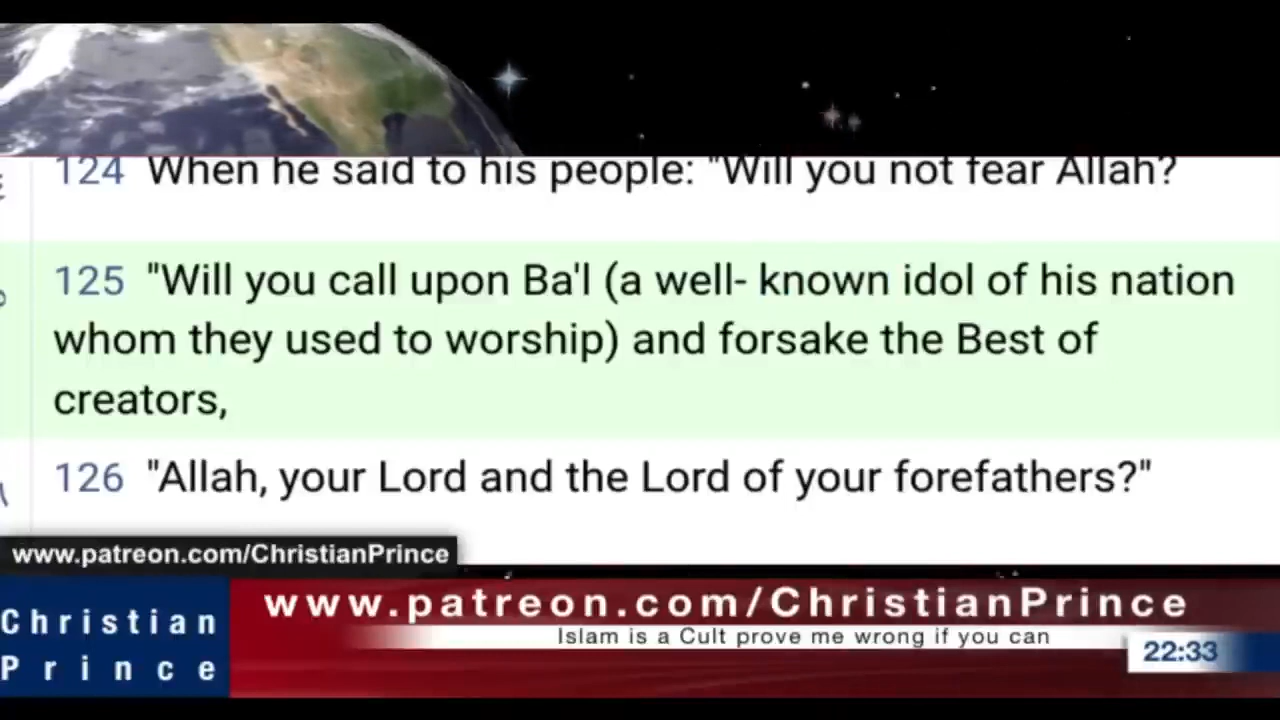 124 When he said to his people: "Will you not fear Allah?
125 "Will you call upon Ba'l (a well- known idol of his nation
whom they used to worship) and forsake the Best of
creators,
126 "Allah, your Lord and the Lord of your forefathers?"
www.patreon.com/ChristianPrince
www.patreon.com/ChristianPrince
Islam is a Cult prove me wrong if you can
Christian
Prince
22:33